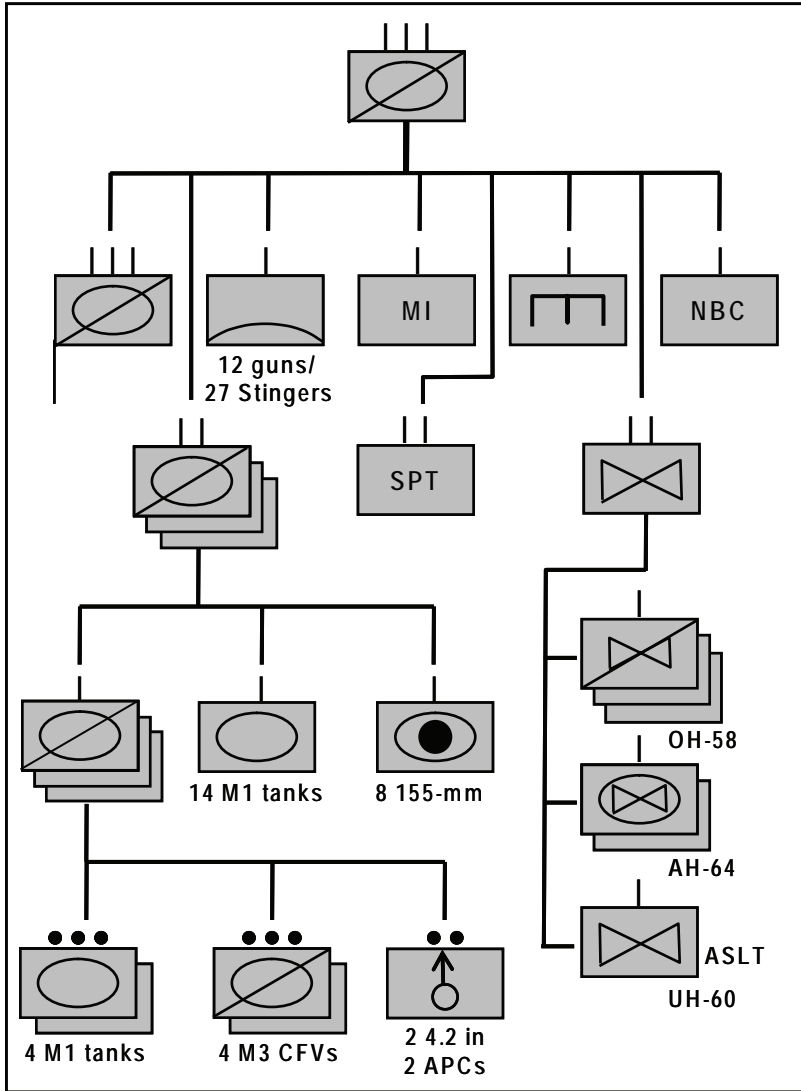 MI
NBC
12 guns/
27 Stingers
SPT
OH-58
14 M1 tanks
8 155-mm
AH-64
ASLT
UH-60
4 M1 tanks
4 M3 CFVs
2 4.2 in
2 APCs